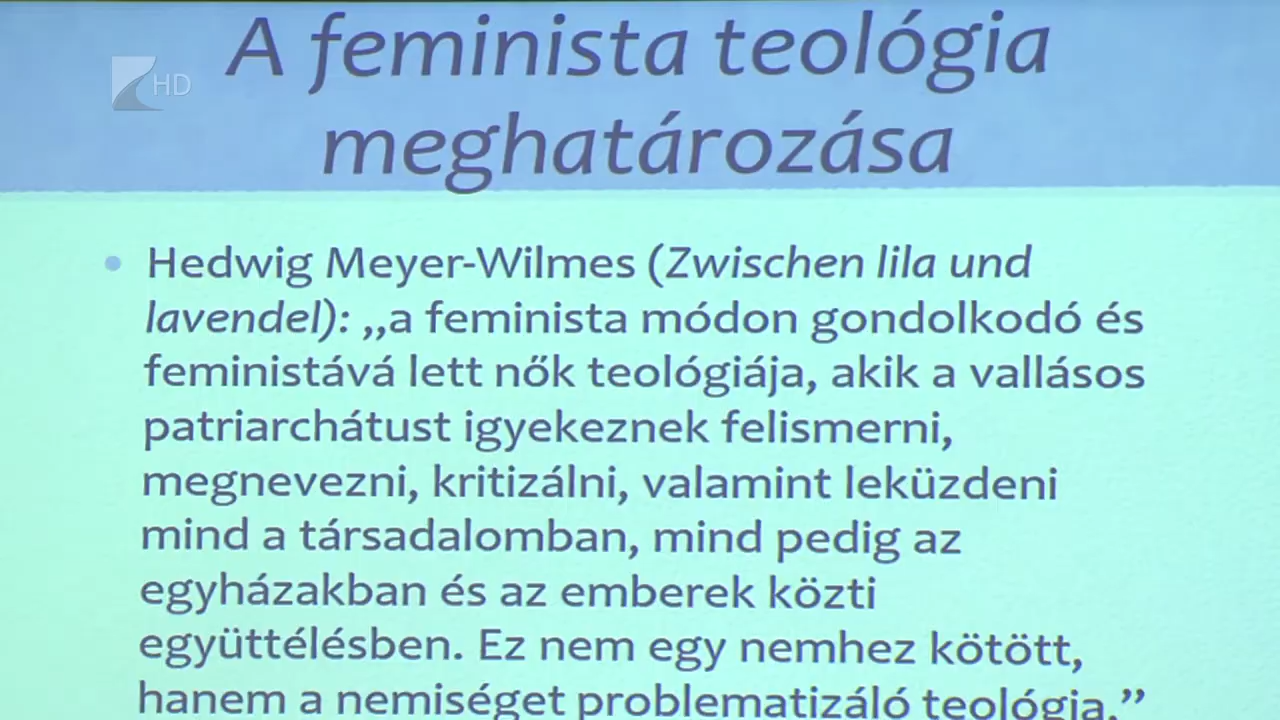 A feminista teológia
meghatározása
HD
• Hedwig Meyer-Wilmes (Zwischen lila und
lavendel): „a feminista módon gondolkodó és
feministává lett nők teológiája, akik a vallásos
patriarchátust igyekeznek felismerni,
megnevezni, kritizálni, valamint leküzdeni
mind a társadalomban, mind pedig az
egyházakban és az emberek közti
együttélésben. Ez nem egy nemhez kötött,
hanem a nemiséget problematizáló teológia.”